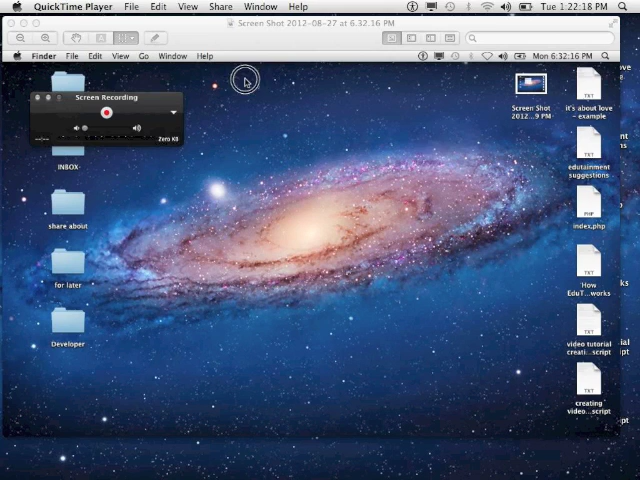 QuickTime Player File Edit View Share Window Help Tue 1:22:18 PM
Screen Shot 2012-08-27 at 6.32.16 PM
Finder File Edit View Go Window Help Mon 6:32:16 PM
Screen Recording
Zero KB
INBOX-
share about
for later
Developer
Screen Shot
2012...9 PM
TXT
it's about love
- example
TXT
edutainment
suggestions
PHP
index.php
TXT
How
EduT...works
TXT
video tutorial
creati...script
TXT
creating
video...script